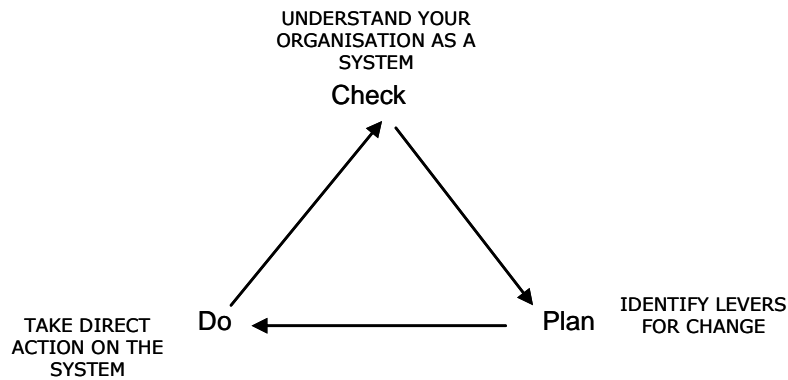 UNDERSTAND YOUR
ORGANISATION AS A
SYSTEM
Check
Do
Plan
IDENTIFY LEVERS
FOR CHANGE
TAKE DIRECT
ACTION ON THE
SYSTEM